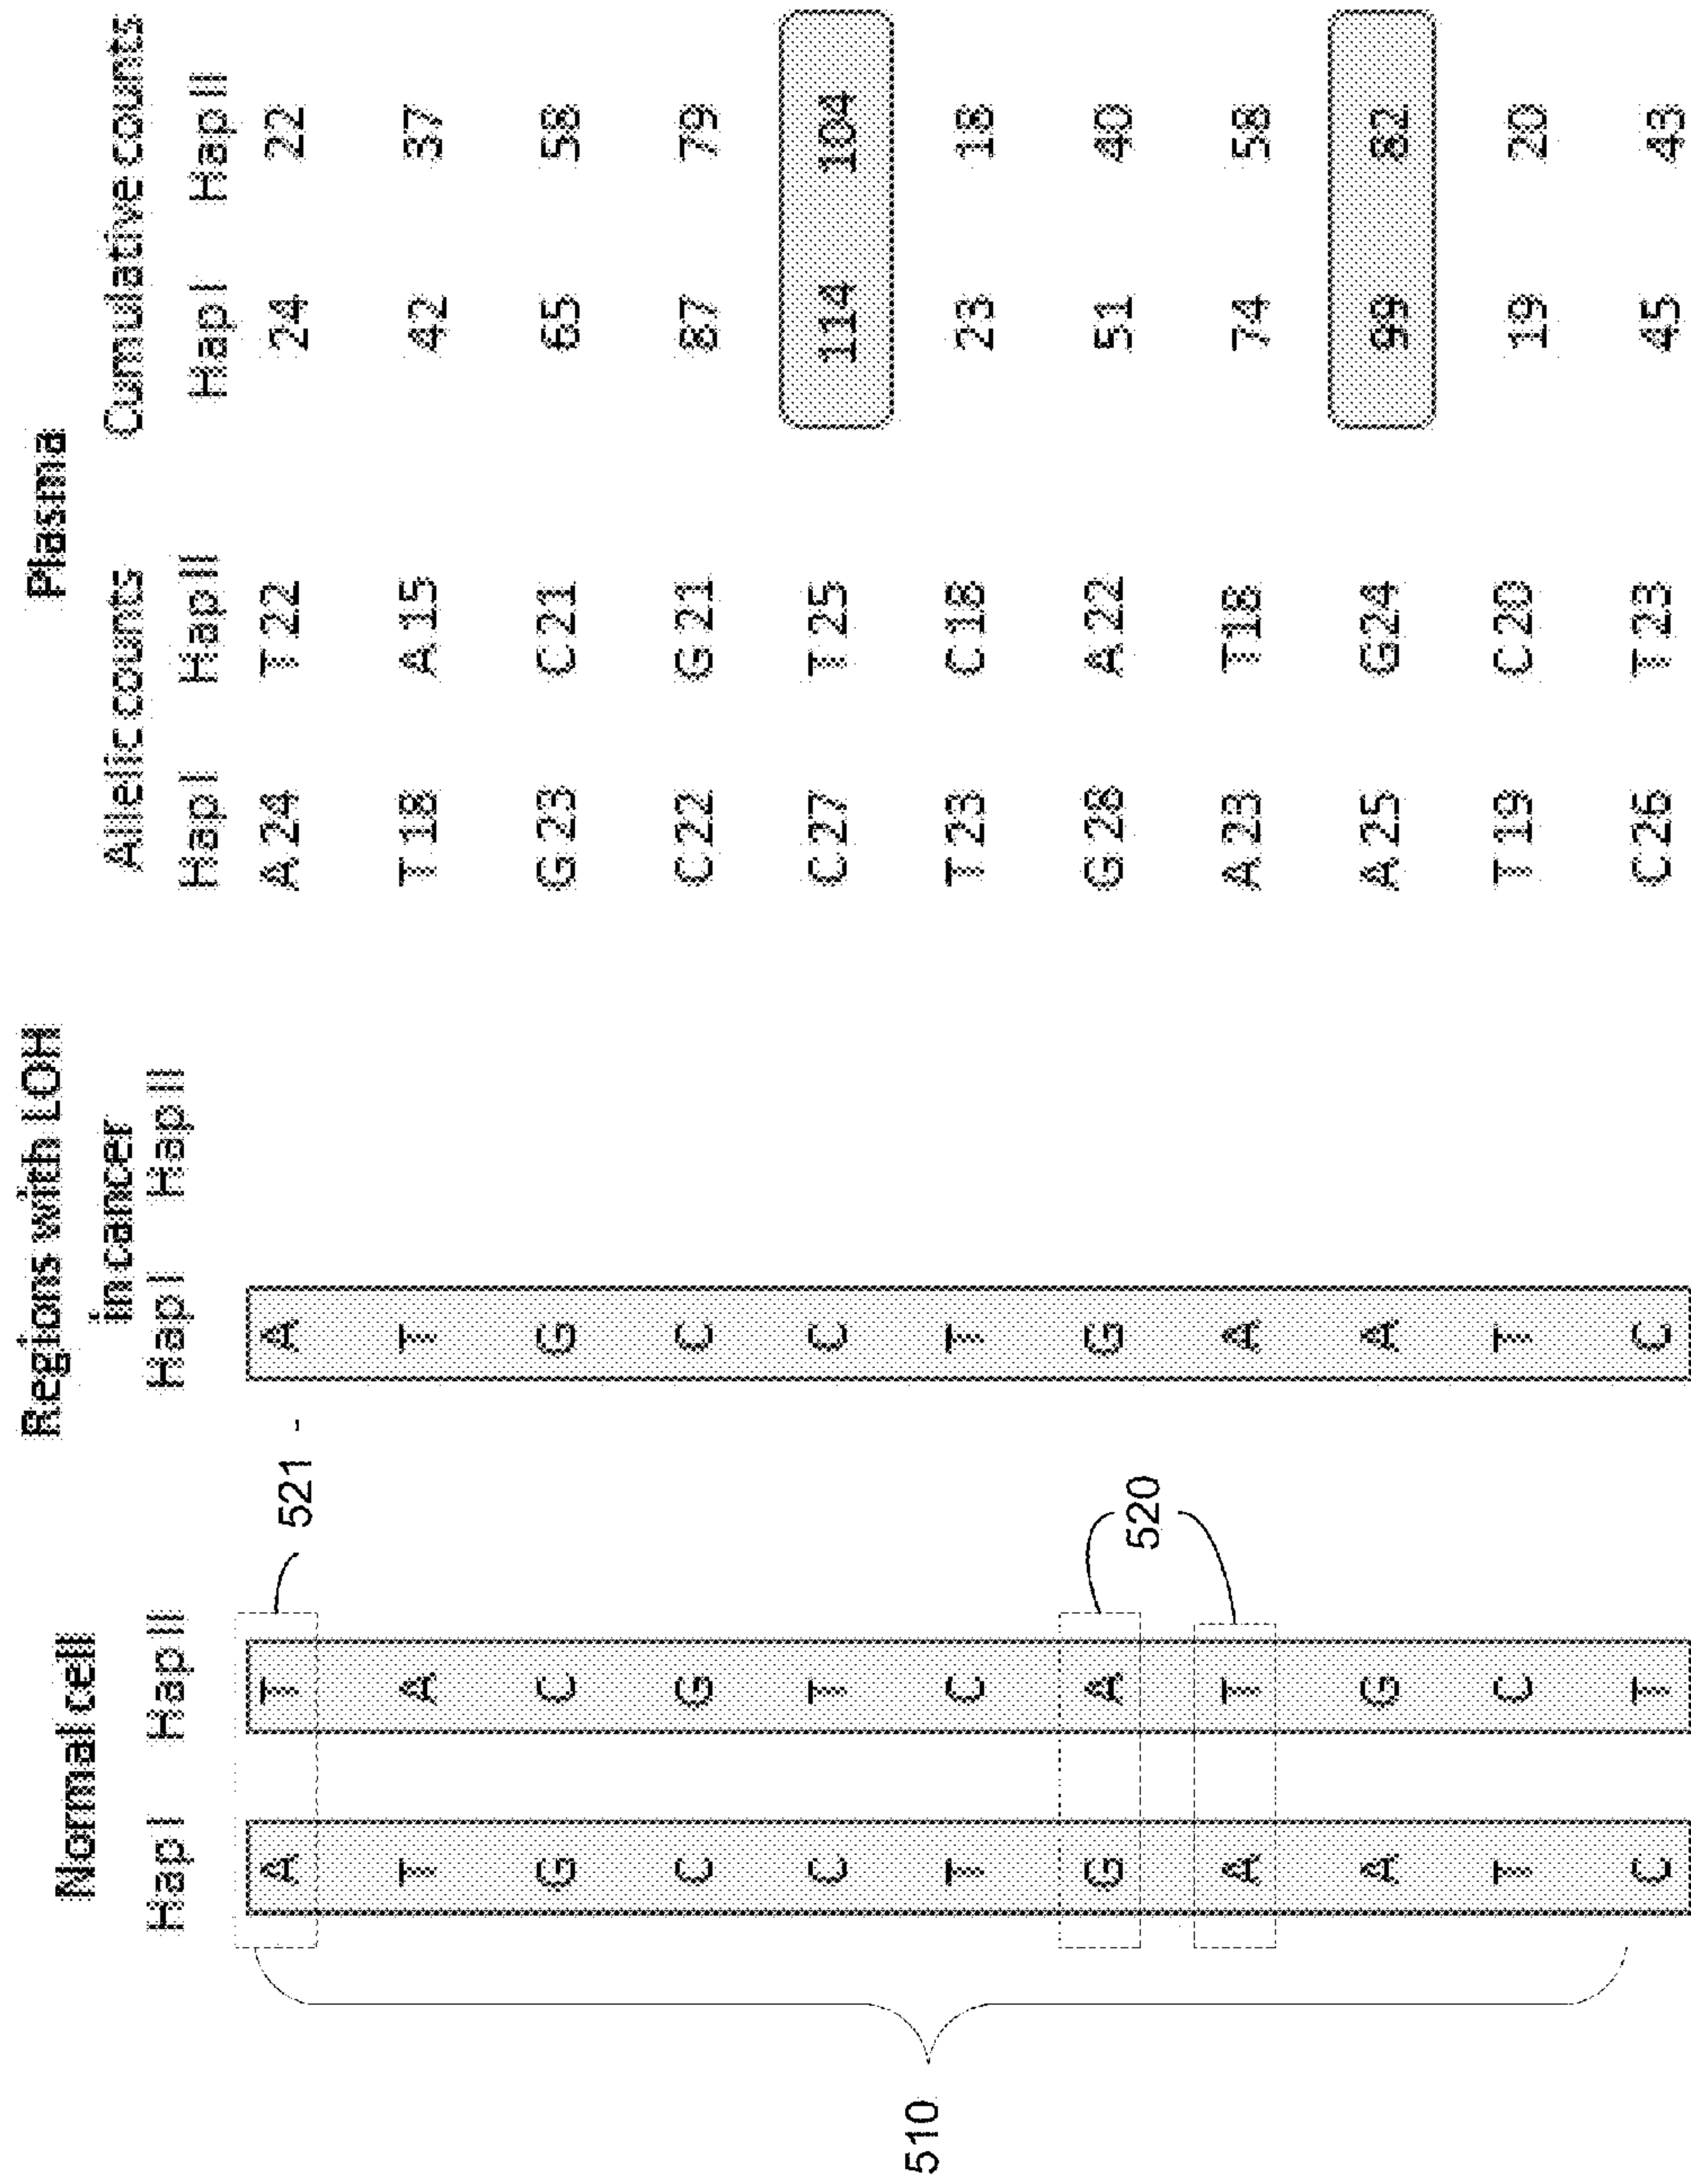 Normal cell Regions with LOH in cancer Plasma
Allelic counts Cumulative counts
Hap I Hap II Hap I Hap II Hap I Hap II Hap I Hap II
A T 521 A A 24 T 22 24 22
T A T T 18 A 15 42 37
G C G G 23 C 21 65 58
C G C C 22 G 21 87 79
510
C T C C 27 T 25 114 104
T C T T 23 C 18 23 18
G A G G 28 A 22 51 40
520
A T A A 23 T 18 74 58
A G A A 25 G 24 99 82
T C T T 19 C 20 19 20
C T C C 26 T 23 45 43